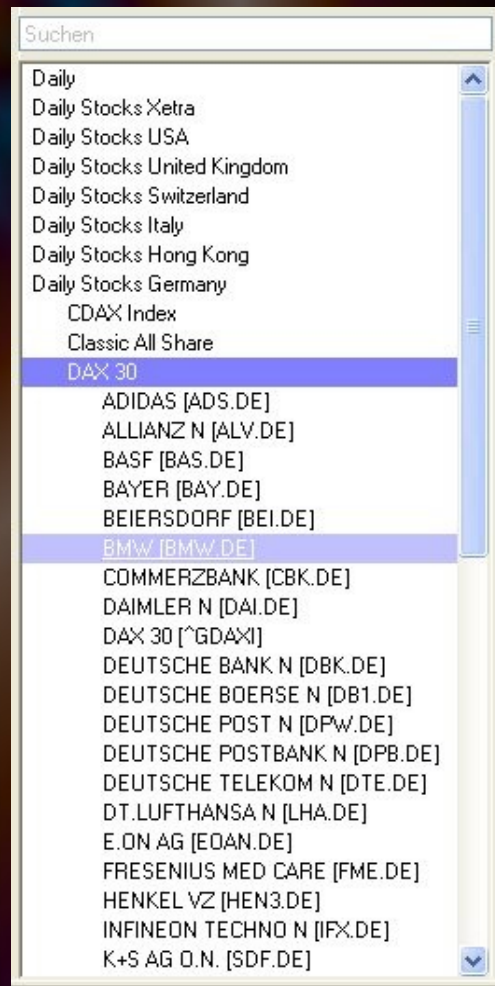 Suchen
Daily
Daily Stocks Xetra
Daily Stocks USA
Daily Stocks United Kingdom
Daily Stocks Switzerland
Daily Stocks Italy
Daily Stocks Hong Kong
Daily Stocks Germany
CDAX Index
Classic All Share
DAX 30
ADIDAS [ADS.DE]
ALLIANZ N [ALV.DE]
BASF [BAS.DE]
BAYER [BAY.DE]
BEIERSDORF [BEI.DE]
BMW [BMW.DE]
COMMERZBANK [CBK.DE]
DAIMLER N [DAI.DE]
DAX 30 [^GDAXI]
DEUTSCHE BANK N [DBK.DE]
DEUTSCHE BOERSE N [DB1.DE]
DEUTSCHE POST N [DPW.DE]
DEUTSCHE POSTBANK N [DPB.DE]
DEUTSCHE TELEKOM N [DTE.DE]
DT.LUFTHANSA N [LHA.DE]
E.ON AG [EOAN.DE]
FRESENIUS MED CARE [FME.DE]
HENKEL VZ [HEN3.DE]
INFINEON TECHNO N [IFX.DE]
K+S AG O.N. [SDF.DE]